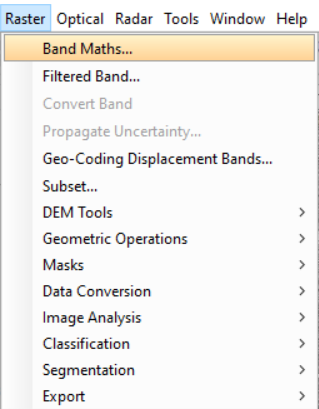 Raster Optical Radar Tools Window Help
Band Maths...
Filtered Band...
Convert Band
Propagate Uncertainty...
Geo-Coding Displacement Bands...
Subset...
DEM Tools
Geometric Operations
Masks
Data Conversion
Image Analysis
Classification
Segmentation
Export